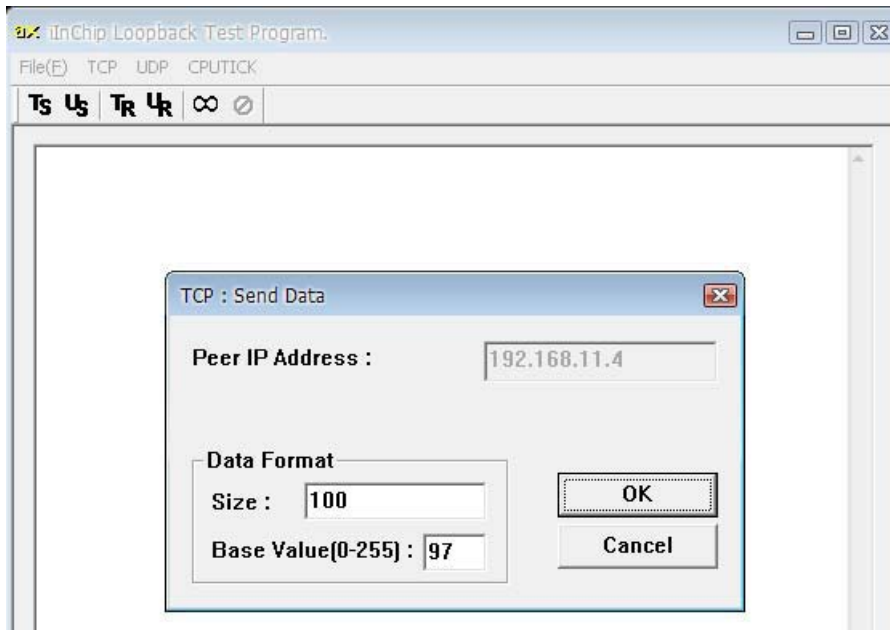 iInChip Loopback Test Program.
File(F) TCP UDP CPUTICK
TS US TR UR
TCP : Send Data
Peer IP Address : 192.168.11.4
Data Format
Size : 100
Base Value(0-255) : 97
OK
Cancel